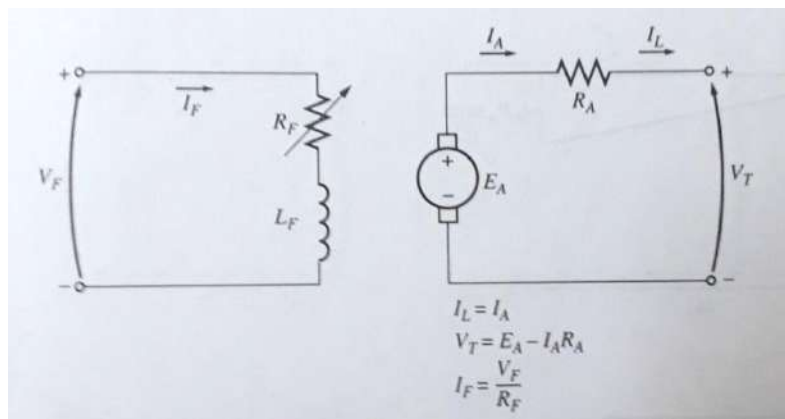 I_A I_L
+ +
I_F R_F R_A
V_F + E_A V_T
−
L_F
− −
I_L = I_A
V_T = E_A − I_A R_A
I_F = V_F / R_F